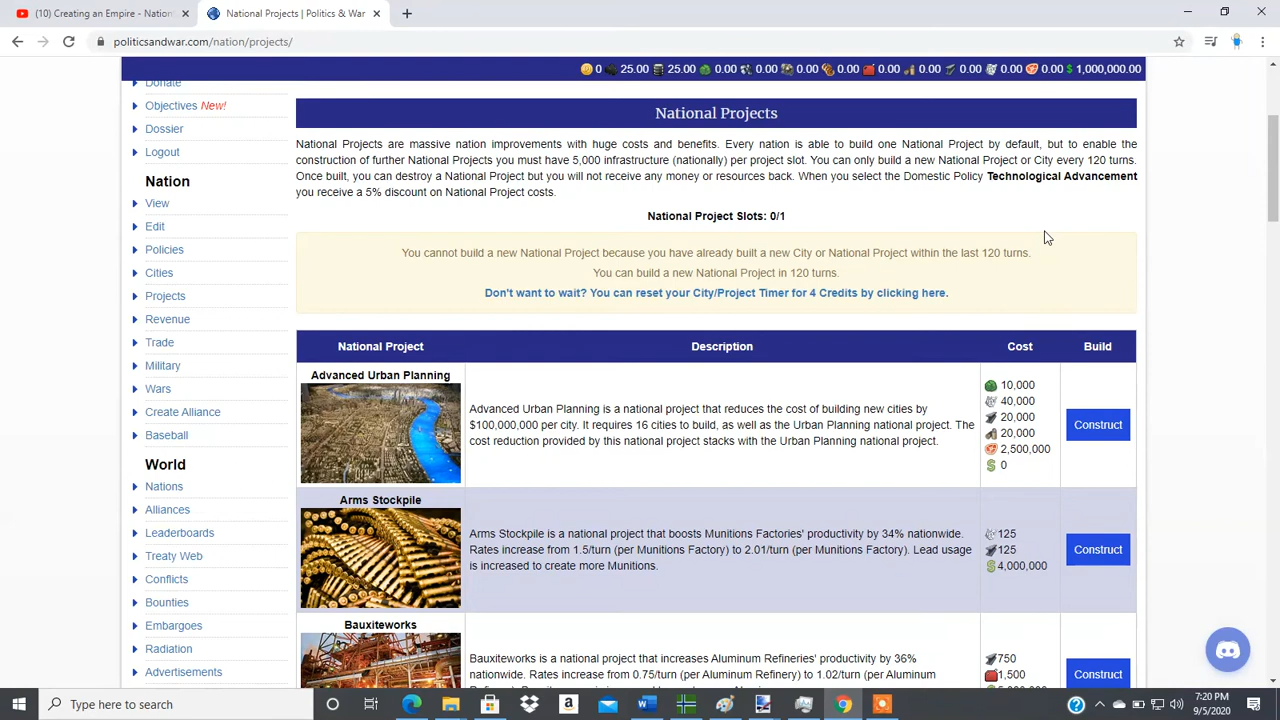 (10) Creating an Empire - Nation
National Projects | Politics & War
politicsandwar.com/nation/projects/
0 25.00 25.00 0.00 0.00 0.00 0.00 0.00 0.00 0.00 0.00 0.00 $ 1,000,000.00
Donate
Objectives New!
Dossier
Logout
Nation
View
Edit
Policies
Cities
Projects
Revenue
Trade
Military
Wars
Create Alliance
Baseball
World
Nations
Alliances
Leaderboards
Treaty Web
Conflicts
Bounties
Embargoes
Radiation
Advertisements
National Projects
National Projects are massive nation improvements with huge costs and benefits. Every nation is able to build one National Project by default, but to enable the
construction of further National Projects you must have 5,000 infrastructure (nationally) per project slot. You can only build a new National Project or City every 120 turns.
Once built, you can destroy a National Project but you will not receive any money or resources back. When you select the Domestic Policy Technological Advancement
you receive a 5% discount on National Project costs.
National Project Slots: 0/1
You cannot build a new National Project because you have already built a new City or National Project within the last 120 turns.
You can build a new National Project in 120 turns.
Don't want to wait? You can reset your City/Project Timer for 4 Credits by clicking here.
National Project Description Cost Build
Advanced Urban Planning
Advanced Urban Planning is a national project that reduces the cost of building new cities by
$100,000,000 per city. It requires 16 cities to build, as well as the Urban Planning national project. The
cost reduction provided by this national project stacks with the Urban Planning national project.
10,000
40,000
20,000
20,000
2,500,000
$ 0
Construct
Arms Stockpile
Arms Stockpile is a national project that boosts Munitions Factories' productivity by 34% nationwide.
Rates increase from 1.5/turn (per Munitions Factory) to 2.01/turn (per Munitions Factory). Lead usage
is increased to create more Munitions.
125
125
$ 4,000,000
Construct
Bauxiteworks
Bauxiteworks is a national project that increases Aluminum Refineries' productivity by 36%
nationwide. Rates increase from 0.75/turn (per Aluminum Refinery) to 1.02/turn (per Aluminum
750
1,500
Construct
Type here to search
7:20 PM
9/5/2020